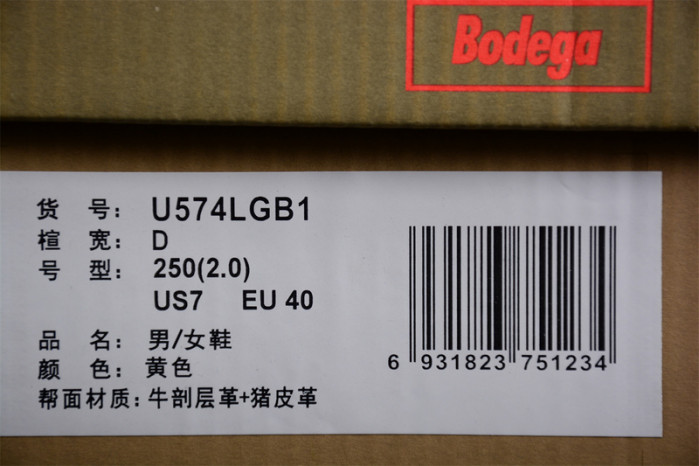 Bodega
货 号: U574LGB1
楦 宽: D
号 型: 250(2.0)
US7 EU 40
品 名: 男/女鞋
颜 色: 黄色
帮面材质: 牛剖层革+猪皮革
6 931823 751234